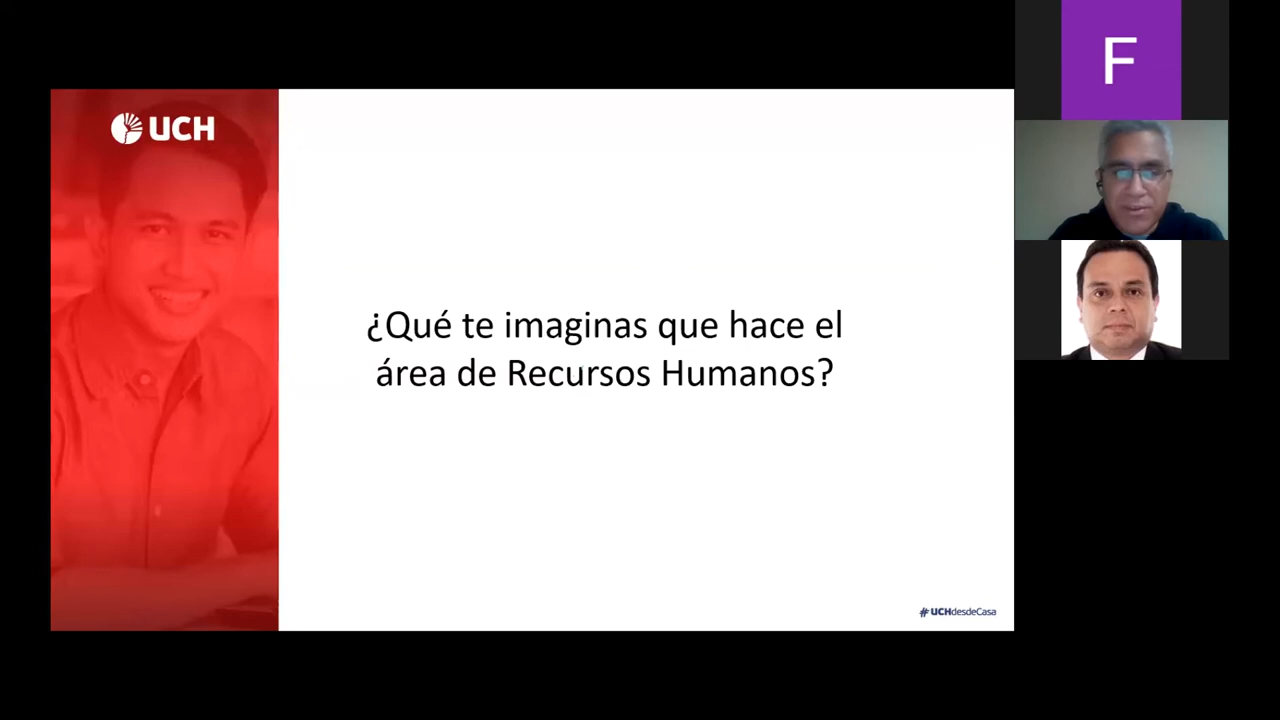 UCH
¿Qué te imaginas que hace el
área de Recursos Humanos?
#UCHdesdeCasa
F